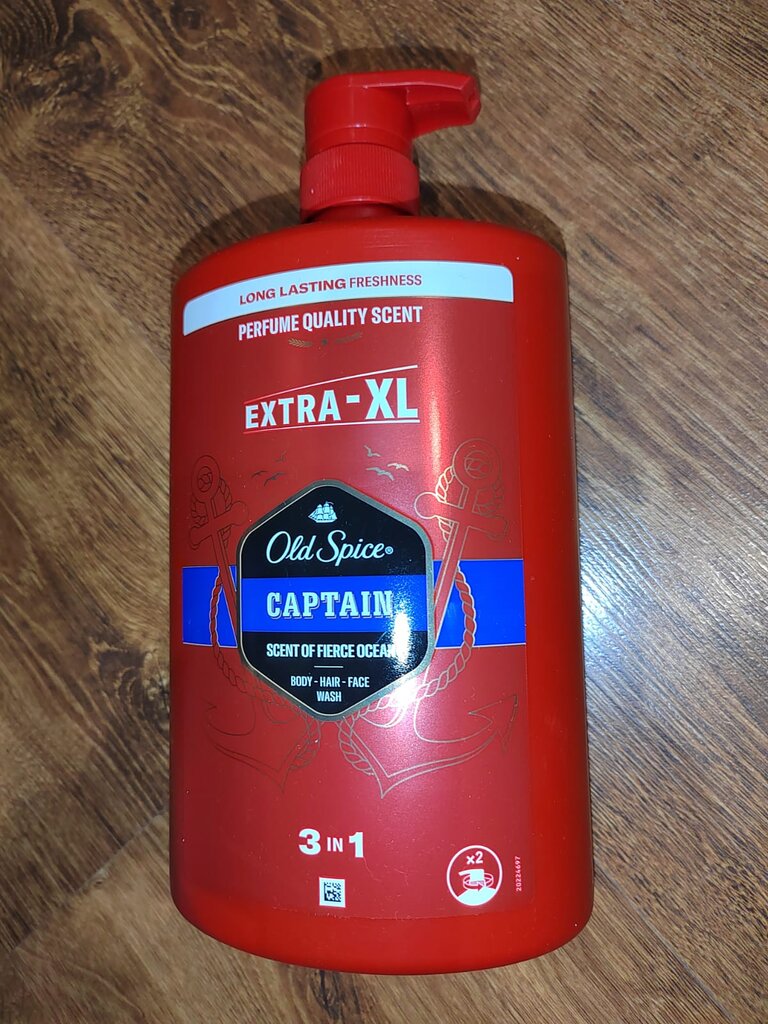 LONG LASTING FRESHNESS
PERFUME QUALITY SCENT
EXTRA-XL
Old Spice®
CAPTAIN
SCENT OF FIERCE OCEAN
BODY - HAIR - FACE
WASH
3 IN 1
x2
20224697